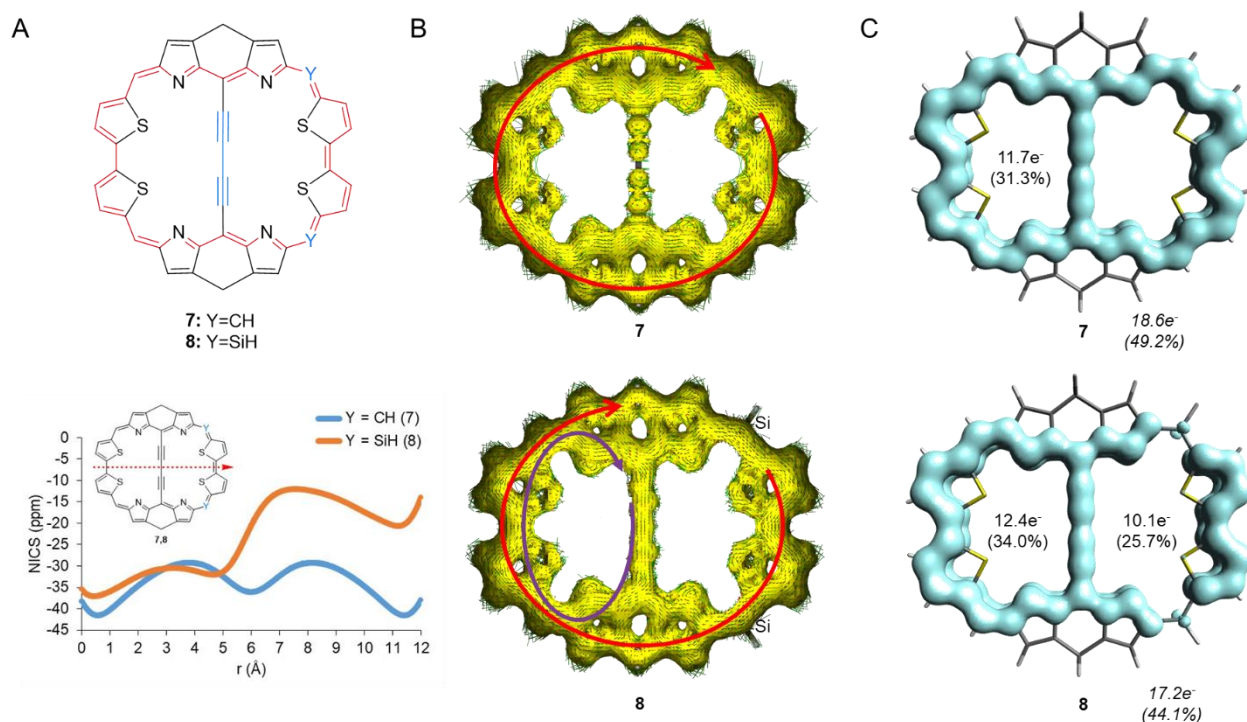 A
Y
N
N
S
S
S
S
N
N
Y
7: Y=CH
8: Y=SiH
Y = CH (7)
Y = SiH (8)
NICS (ppm)
0
-5
-10
-15
-20
-25
-30
-35
-40
-45
Y
N
N
S
S
S
S
N
N
Y
7,8
0 1 2 3 4 5 6 7 8 9 10 11 12
r (Å)
B
7
Si
Si
8
C
11.7e-
(31.3%)
7
18.6e-
(49.2%)
12.4e-
(34.0%)
10.1e-
(25.7%)
8
17.2e-
(44.1%)